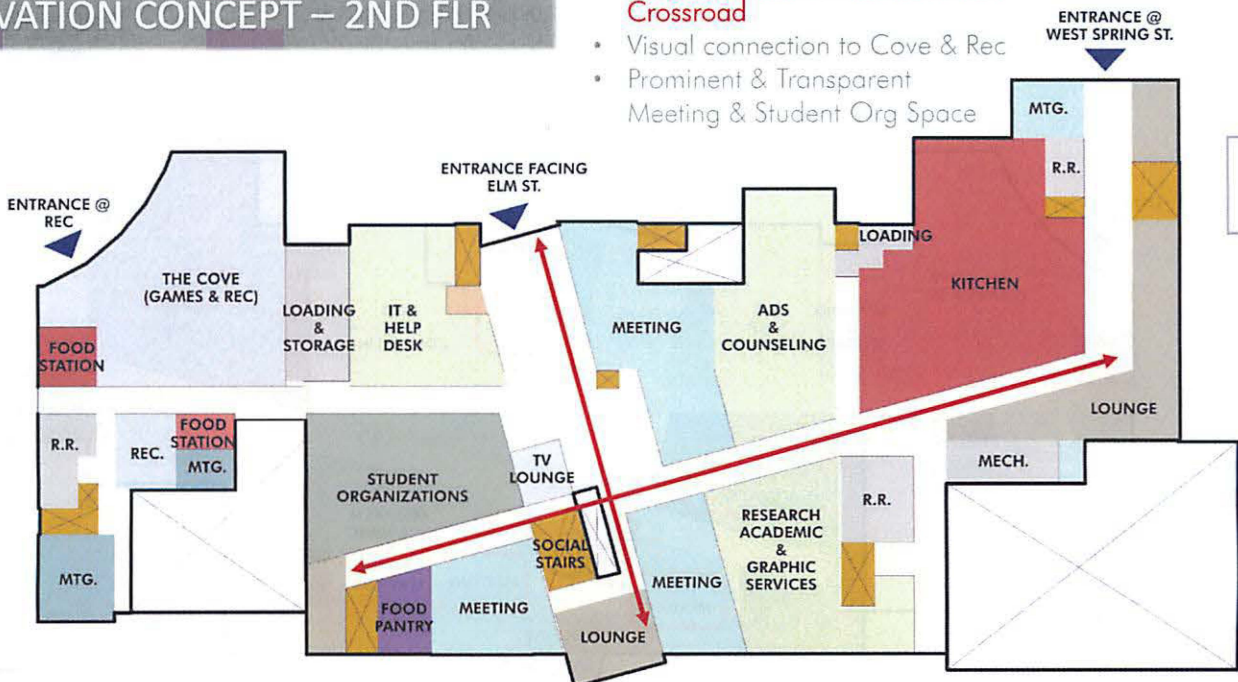 VATION CONCEPT – 2ND FLR
Crossroad
• Visual connection to Cove & Rec
• Prominent & Transparent
Meeting & Student Org Space
ENTRANCE @
WEST SPRING ST.
ENTRANCE FACING
ELM ST.
ENTRANCE @
REC
MTG.
R.R.
LOADING
KITCHEN
THE COVE
(GAMES & REC)
LOADING
&
STORAGE
IT &
HELP
DESK
MEETING
ADS
&
COUNSELING
FOOD
STATION
LOUNGE
R.R.
REC.
FOOD
STATION
MTG.
STUDENT
ORGANIZATIONS
TV
LOUNGE
MECH.
R.R.
RESEARCH
ACADEMIC
&
GRAPHIC
SERVICES
SOCIAL
STAIRS
MTG.
FOOD
PANTRY
MEETING
MEETING
LOUNGE